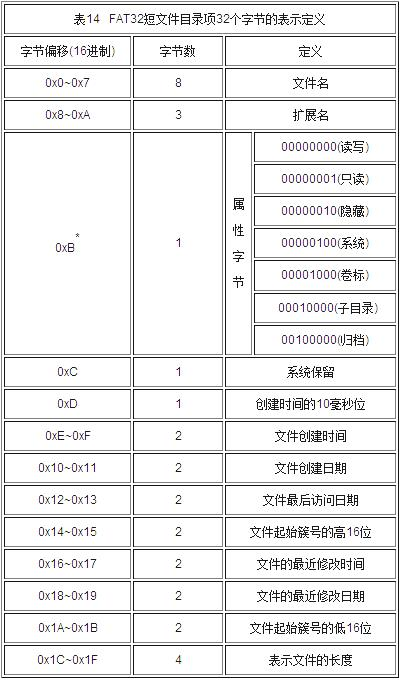 表14 FAT32短文件目录项32个字节的表示定义
字节偏移(16进制) 字节数 定义
0x0~0x7 8 文件名
0x8~0xA 3 扩展名
0xB* 1 属性字节 00000000(读写)
00000001(只读)
00000010(隐藏)
00000100(系统)
00001000(卷标)
00010000(子目录)
00100000(归档)
0xC 1 系统保留
0xD 1 创建时间的10毫秒位
0xE~0xF 2 文件创建时间
0x10~0x11 2 文件创建日期
0x12~0x13 2 文件最后访问日期
0x14~0x15 2 文件起始簇号的高16位
0x16~0x17 2 文件的最近修改时间
0x18~0x19 2 文件的最近修改日期
0x1A~0x1B 2 文件起始簇号的低16位
0x1C~0x1F 4 表示文件的长度